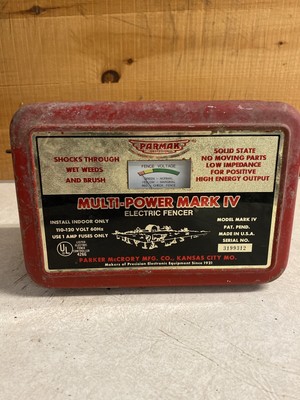 PARMAK
FENCE VOLTAGE
SHOCKS THROUGH
WET WEEDS
AND BRUSH
SOLID STATE
NO MOVING PARTS
LOW IMPEDANCE
FOR POSITIVE
HIGH ENERGY OUTPUT
MULTI-POWER MARK IV
ELECTRIC FENCER
INSTALL INDOOR ONLY
110-120 VOLT 60Hz
USE 1 AMP FUSES ONLY
UL
MODEL MARK IV
PAT. PEND.
MADE IN U.S.A.
SERIAL NO.
PARKER McCRORY MFG. CO., KANSAS CITY MO.
Makers of Precision Electronic Equipment Since 1921